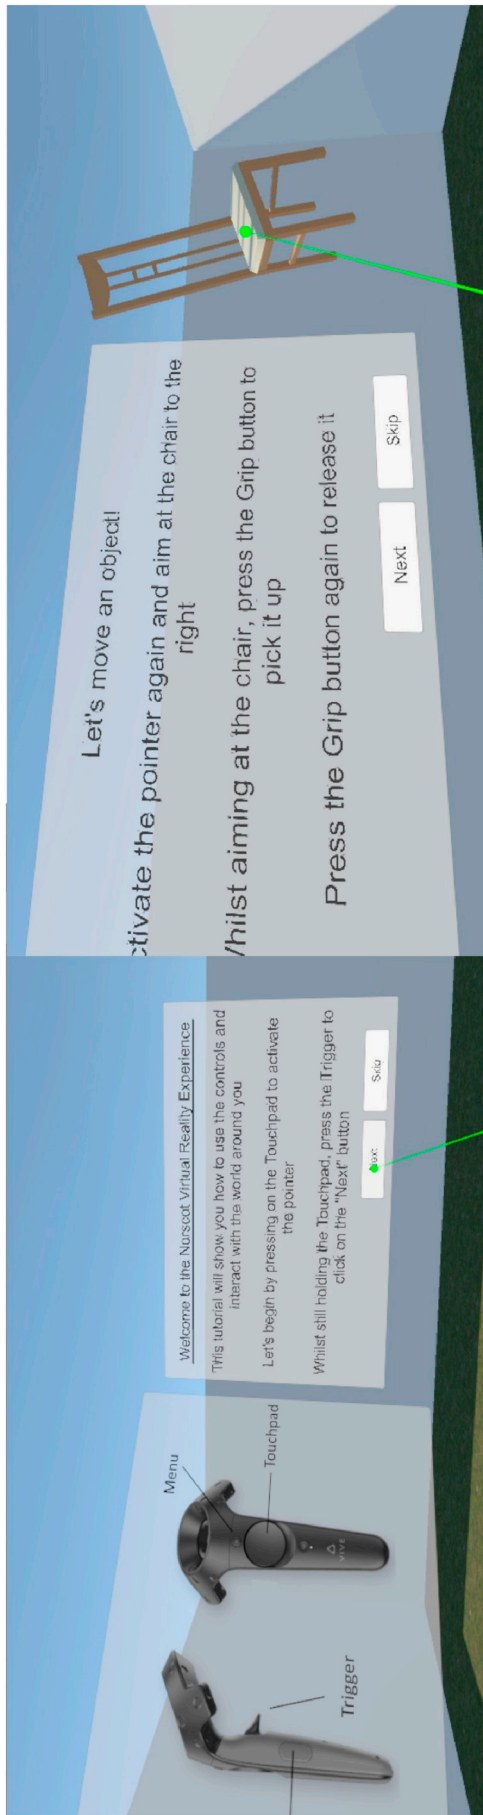 Menu
Touchpad
Trigger
VIVE
Welcome to the Nurscot Virtual Reality Experience
This tutorial will show you how to use the controls and
interact with the world around you
Let's begin by pressing on the Touchpad to activate
the pointer
Whilst still holding the Touchpad, press the Trigger to
click on the "Next" button
Skip
Let's move an object!
ctivate the pointer again and aim at the chair to the
right
hilst aiming at the chair, press the Grip button to
pick it up
Press the Grip button again to release it
Next
Skip